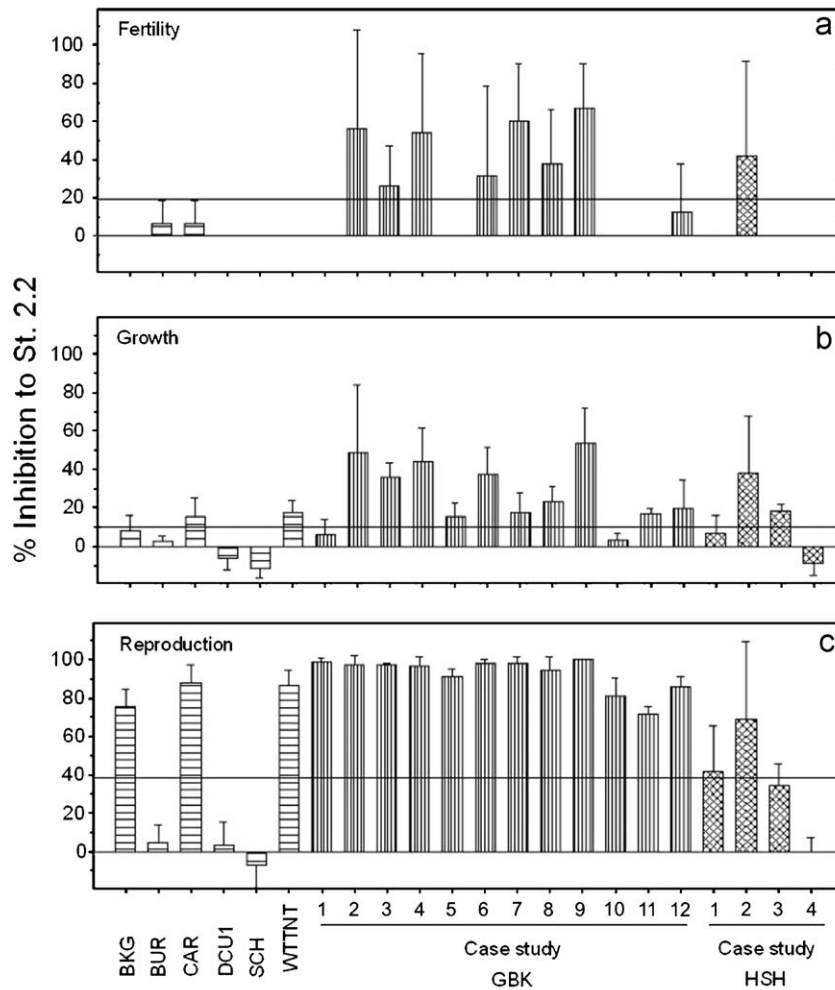 % Inhibition to St. 2.2
Fertility
a
100
80
60
40
20
0
Growth
b
100
80
60
40
20
0
Reproduction
c
100
80
60
40
20
0
BKG BUR CAR DCU1 SCH WTTNT 1 2 3 4 5 6 7 8 9 10 11 12 1 2 3 4
Case study Case study
GBK HSH